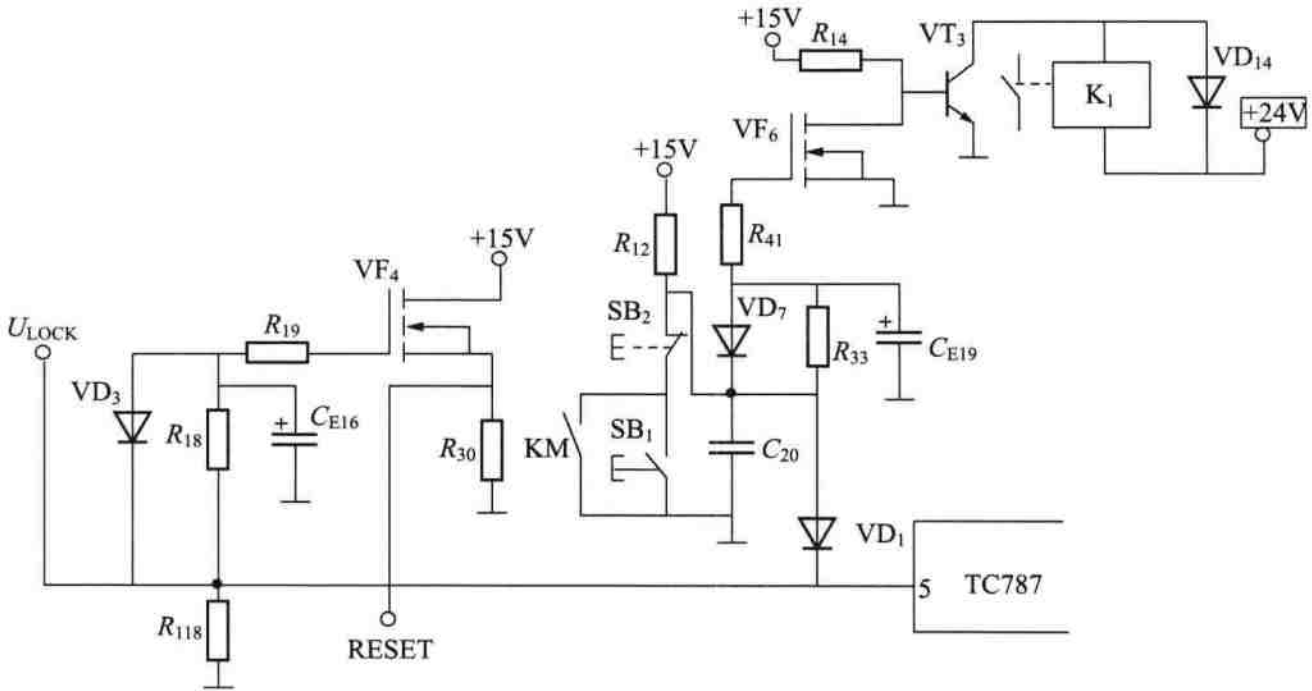 +15V
R14
VT3
VD14
K1
+24V
VF6
+15V
R12
R41
+15V
VF4
SB2
VD7
R33
CE19
ULOCK
R19
VD3
R18
CE16
R30
KM
SB1
C20
VD1
5
TC787
R118
RESET